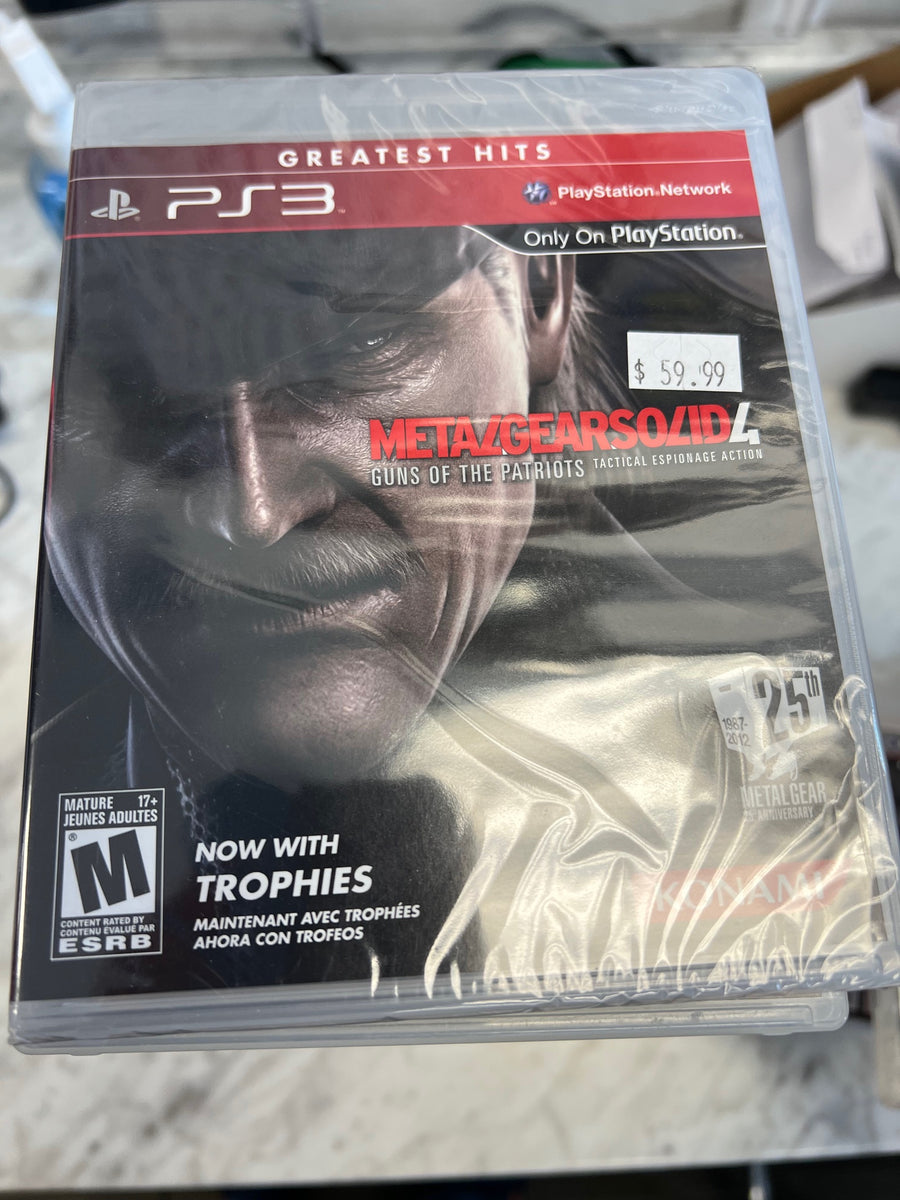 GREATEST HITS
PS3
PlayStation Network
Only On PlayStation
$ 59.99
METAL GEAR SOLID 4
GUNS OF THE PATRIOTS TACTICAL ESPIONAGE ACTION
25th
1987-
2012
METAL GEAR
25th ANNIVERSARY
MATURE 17+
JEUNES ADULTES
M
CONTENT RATED BY
CONTENU ÉVALUÉ PAR
ESRB
NOW WITH
TROPHIES
MAINTENANT AVEC TROPHÉES
AHORA CON TROFEOS
KONAMI